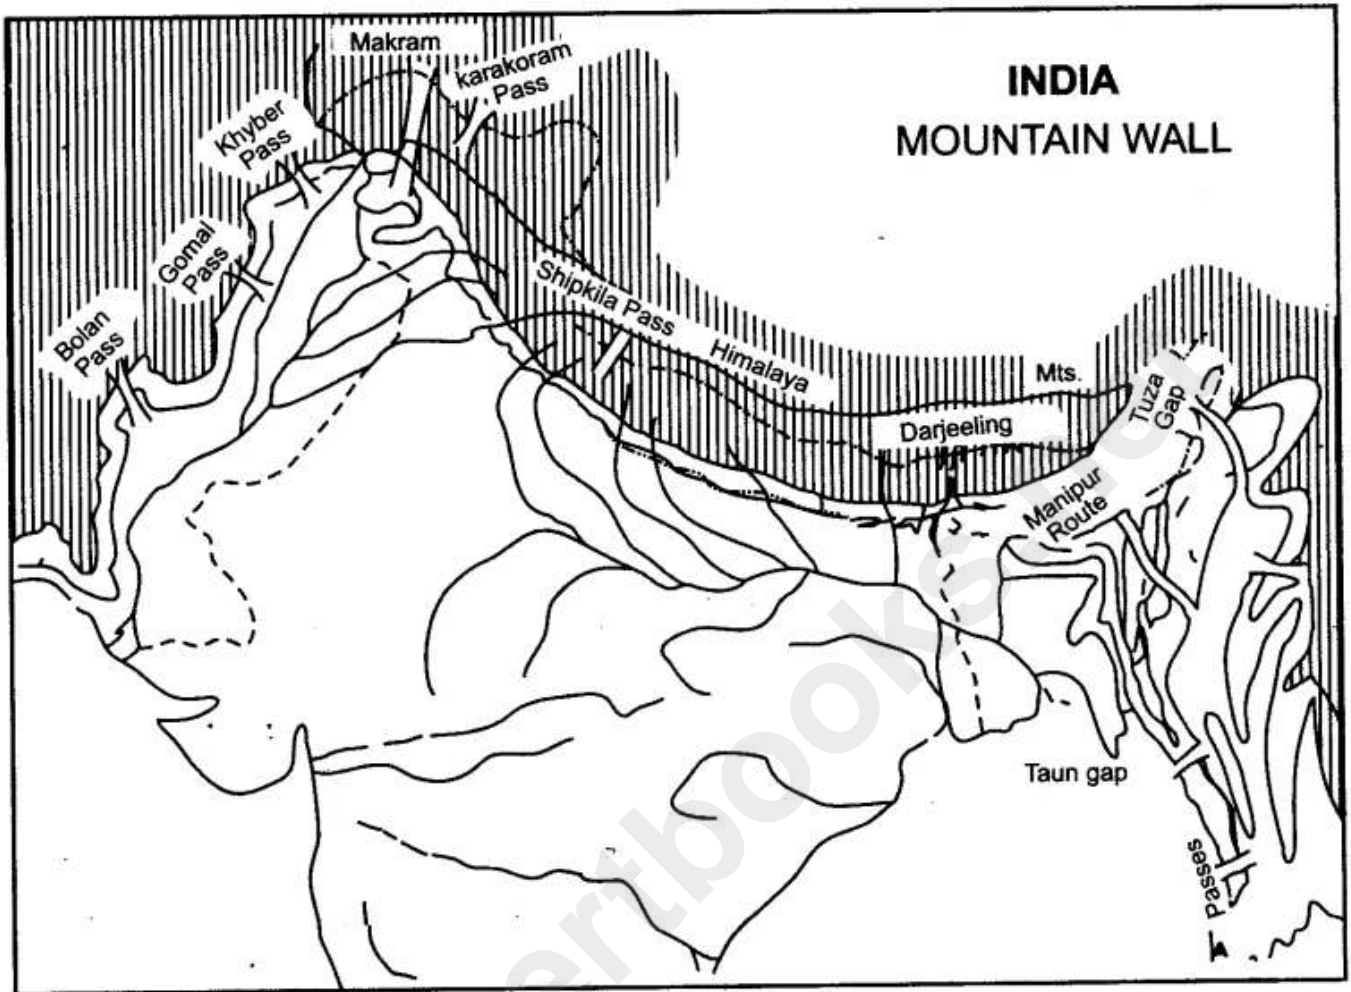 INDIA
MOUNTAIN WALL
Makram
karakoram
Pass
Khyber
Pass
Gomal
Pass
Bolan
Pass
Shipkila Pass
Himalaya
Mts.
Tuza
Gap
Darjeeling
Manipur
Route
Taun gap
Passes